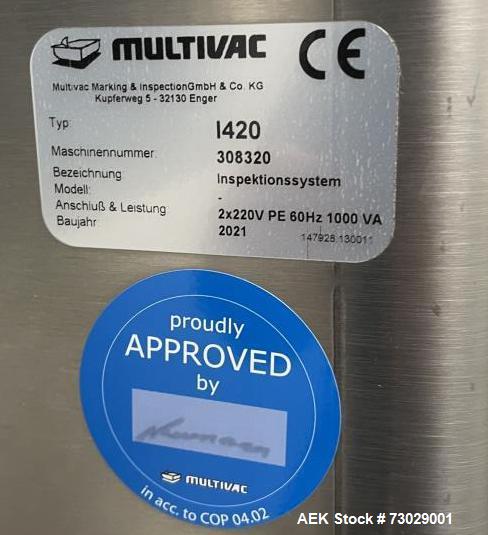 MULTIVAC CE
Multivac Marking & InspectionGmbH & Co. KG
Kupferweg 5 - 32130 Enger
Typ: I420
Maschinennummer: 308320
Bezeichnung: Inspektionssystem
Modell: -
Anschluß & Leistung: 2x220V PE 60Hz 1000 VA
Baujahr: 2021
147928.130011
proudly
APPROVED
by
MULTIVAC
in acc. to COP 04.02
AEK Stock # 73029001